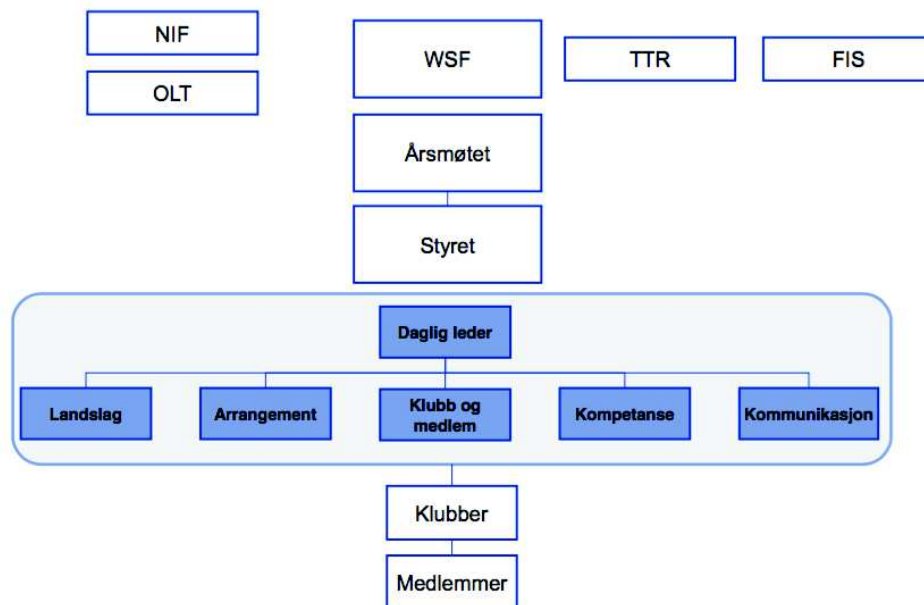 NIF
WSF
TTR
FIS
OLT
Årsmøtet
Styret
Daglig leder
Landslag
Arrangement
Klubb og
medlem
Kompetanse
Kommunikasjon
Klubber
Medlemmer